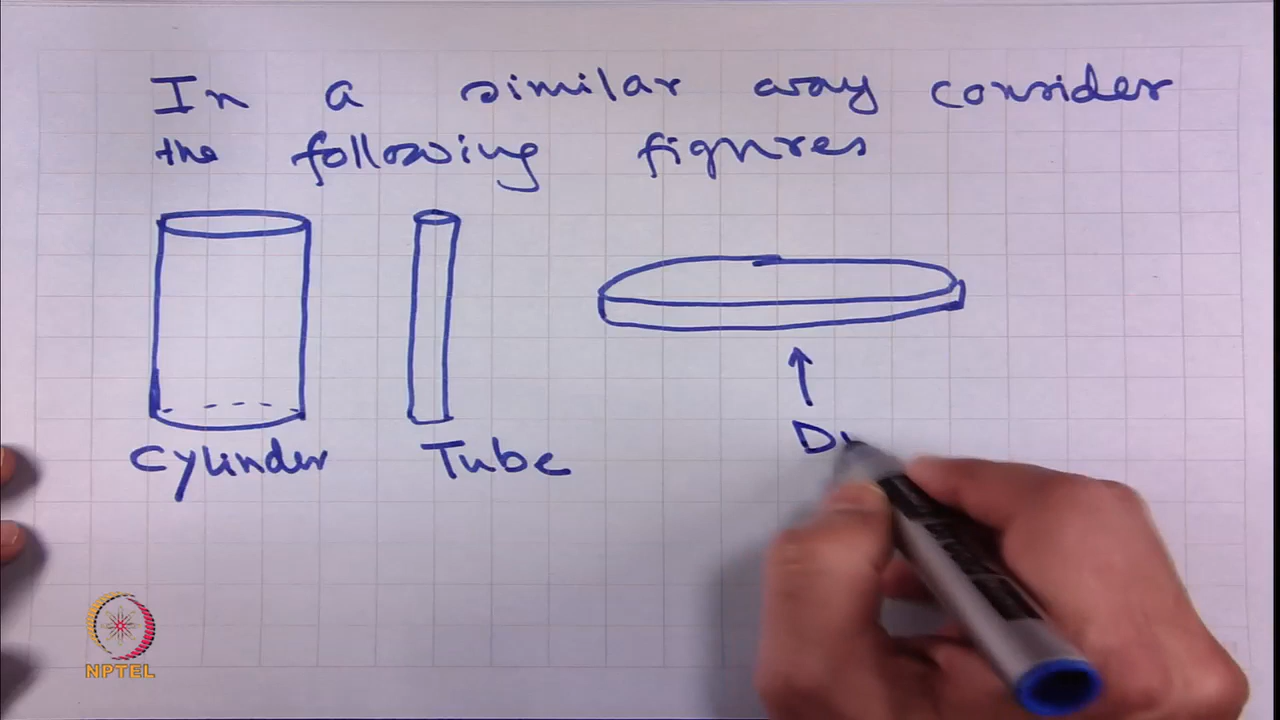 In a similar way consider
the following figures
Cylinder
Tube
NPTEL